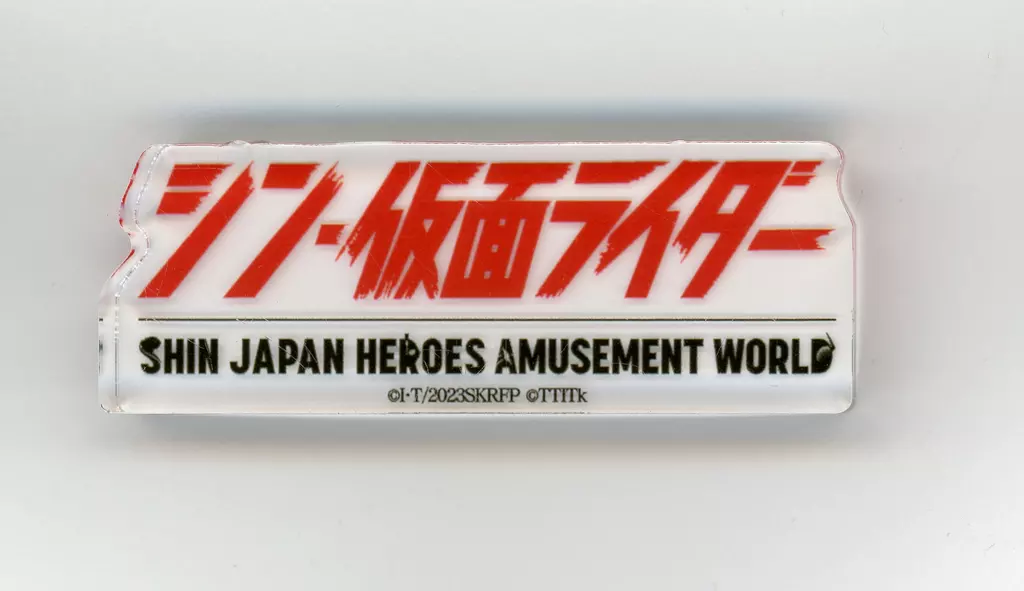 シン・仮面ライダー
SHIN JAPAN HEROES AMUSEMENT WORLD
©I·T/2023SKRFP ©TTITk